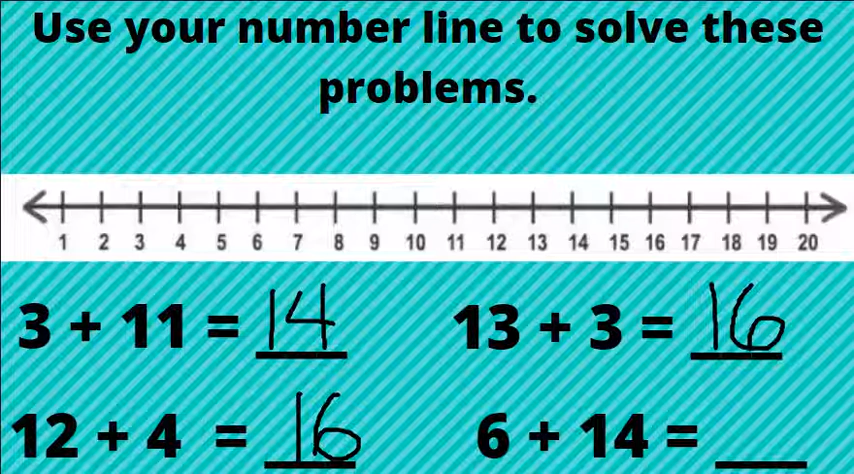 Use your number line to solve these
problems.
1 2 3 4 5 6 7 8 9 10 11 12 13 14 15 16 17 18 19 20
3 + 11 = 14 13 + 3 = 16
12 + 4 = 16 6 + 14 = ___